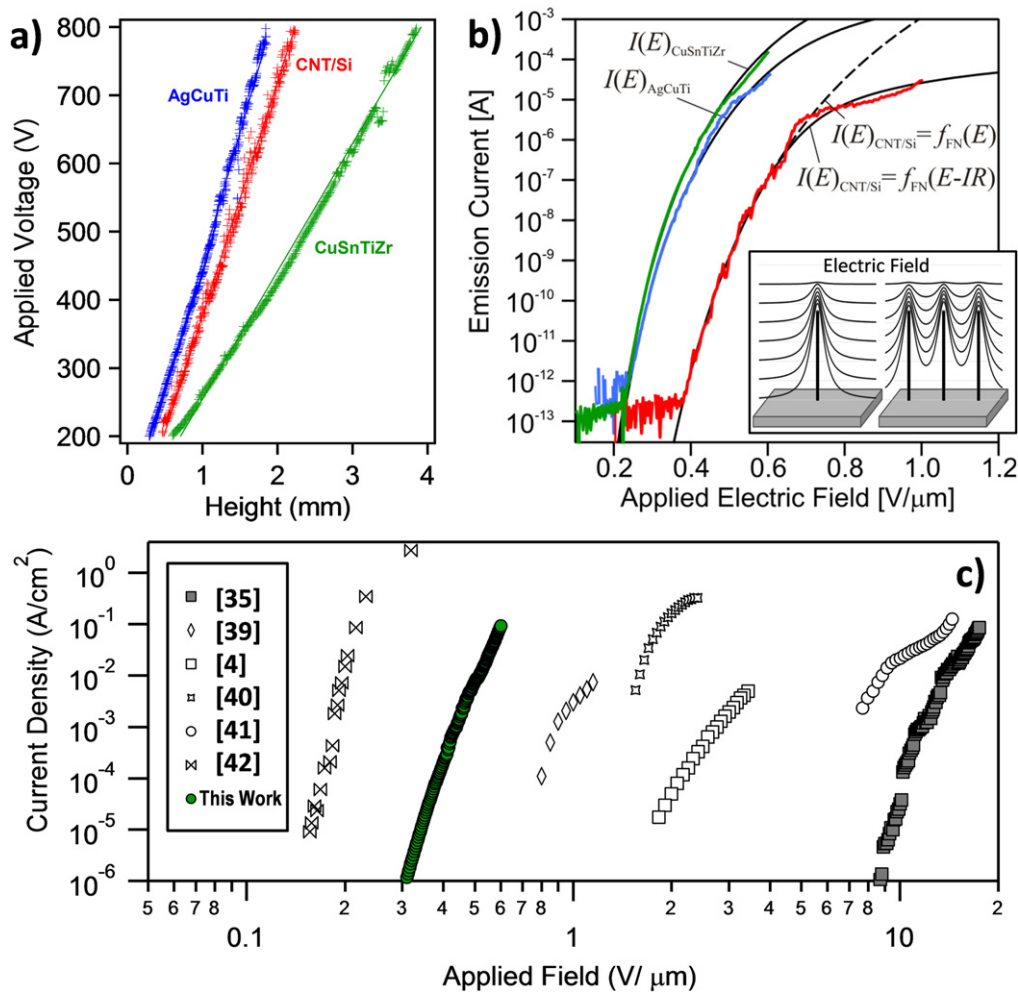 a)
800
700
600
500
400
300
200
Applied Voltage (V)
AgCuTi
CNT/Si
CuSnTiZr
0
1
2
3
4
Height (mm)
b)
10^-3
10^-4
10^-5
10^-6
10^-7
10^-8
10^-9
10^-10
10^-11
10^-12
10^-13
Emission Current [A]
I(E)CuSnTiZr
I(E)AgCuTi
I(E)CNT/Si= fFN(E)
I(E)CNT/Si= fFN(E-IR)
Electric Field
0.2
0.4
0.6
0.8
1.0
1.2
Applied Electric Field [V/μm]
c)
10^0
10^-1
10^-2
10^-3
10^-4
10^-5
10^-6
Current Density (A/cm^2)
[35]
[39]
[4]
[40]
[41]
[42]
This Work
5 6 7 8 2 3 4 5 6 7 8 2 3 4 5 6 7 8 2
0.1 1 10
Applied Field (V/ μm)